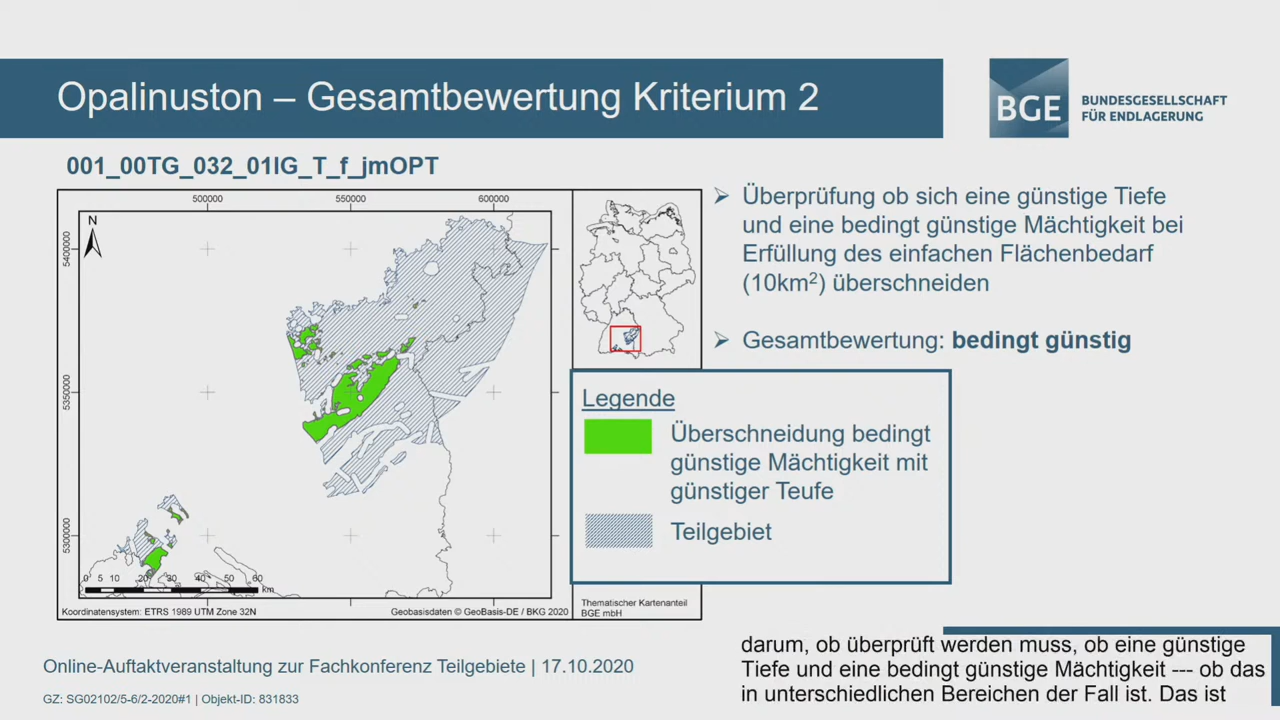 Opalinuston – Gesamtbewertung Kriterium 2
BGE
BUNDESGESELLSCHAFT
FÜR ENDLAGERUNG
001_00TG_032_01IG_T_f_jmOPT
500000
550000
600000
N
5400000
5350000
5300000
0 5 10 20 30 40 50 60
km
Koordinatensystem: ETRS 1989 UTM Zone 32N
Geobasisdaten © GeoBasis-DE / BKG 2020
Thematischer Kartenanteil
BGE mbH
Überprüfung ob sich eine günstige Tiefe
und eine bedingt günstige Mächtigkeit bei
Erfüllung des einfachen Flächenbedarf
(10km²) überschneiden
Gesamtbewertung: bedingt günstig
Legende
Überschneidung bedingt
günstige Mächtigkeit mit
günstiger Teufe
Teilgebiet
Online-Auftaktveranstaltung zur Fachkonferenz Teilgebiete | 17.10.2020
GZ: SG02102/5-6/2-2020#1 | Objekt-ID: 831833
darum, ob überprüft werden muss, ob eine günstige
Tiefe und eine bedingt günstige Mächtigkeit --- ob das
in unterschiedlichen Bereichen der Fall ist. Das ist